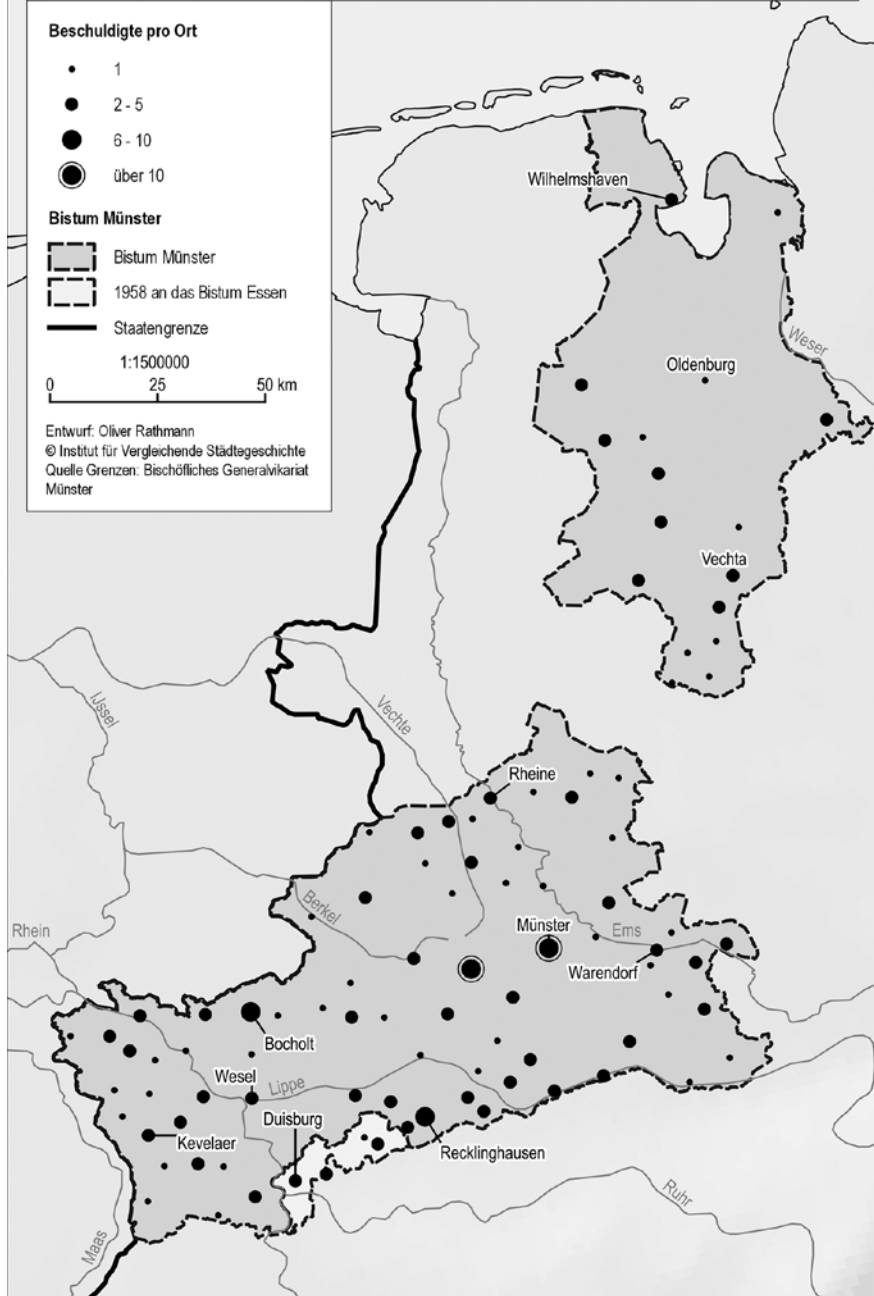 Beschuldigte pro Ort
1
2 - 5
6 - 10
über 10
Bistum Münster
Bistum Münster
1958 an das Bistum Essen
Staatengrenze
1:1500000
0 25 50 km
Entwurf: Oliver Rathmann
© Institut für Vergleichende Städtegeschichte
Quelle Grenzen: Bischöfliches Generalvikariat
Münster
Wilhelmshaven
Weser
Oldenburg
Vechta
IJssel
Vechte
Rheine
Berkel
Rhein
Münster
Ems
Warendorf
Bocholt
Wesel
Lippe
Duisburg
Kevelaer
Recklinghausen
Ruhr
Maas